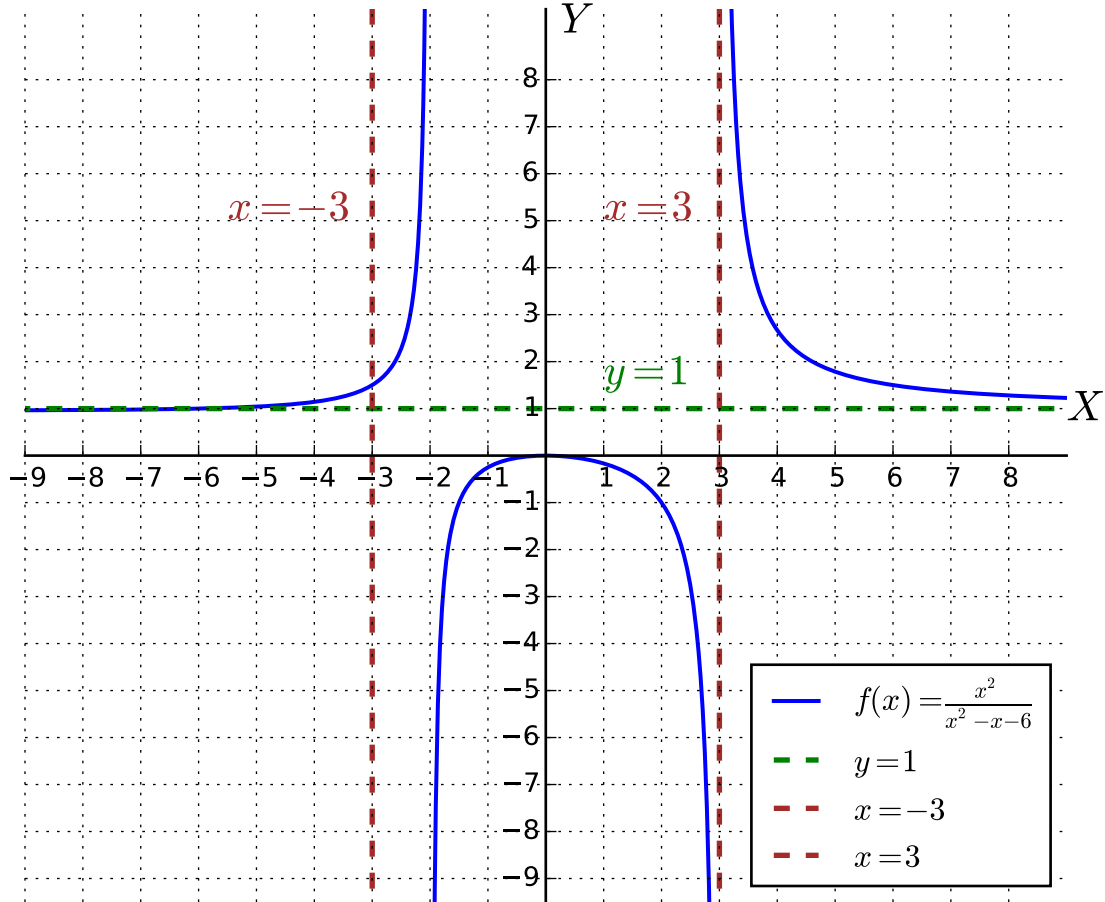 Y
8
7
6
x = −3
x = 3
5
4
3
2
y = 1
1
X
−9 −8 −7 −6 −5 −4 −3 −2 −1 1 2 3 4 5 6 7 8
−1
−2
−3
−4
−5
−6
−7
−8
−9
f(x) = x²/(x² − x − 6)
y = 1
x = −3
x = 3